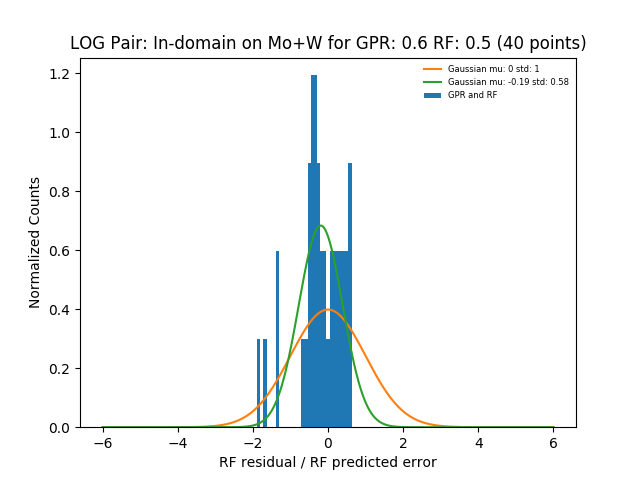 LOG Pair: In-domain on Mo+W for GPR: 0.6 RF: 0.5 (40 points)
Gaussian mu: 0 std: 1
Gaussian mu: -0.19 std: 0.58
GPR and RF
1.2
1.0
0.8
0.6
0.4
0.2
0.0
Normalized Counts
−6 −4 −2 0 2 4 6
RF residual / RF predicted error